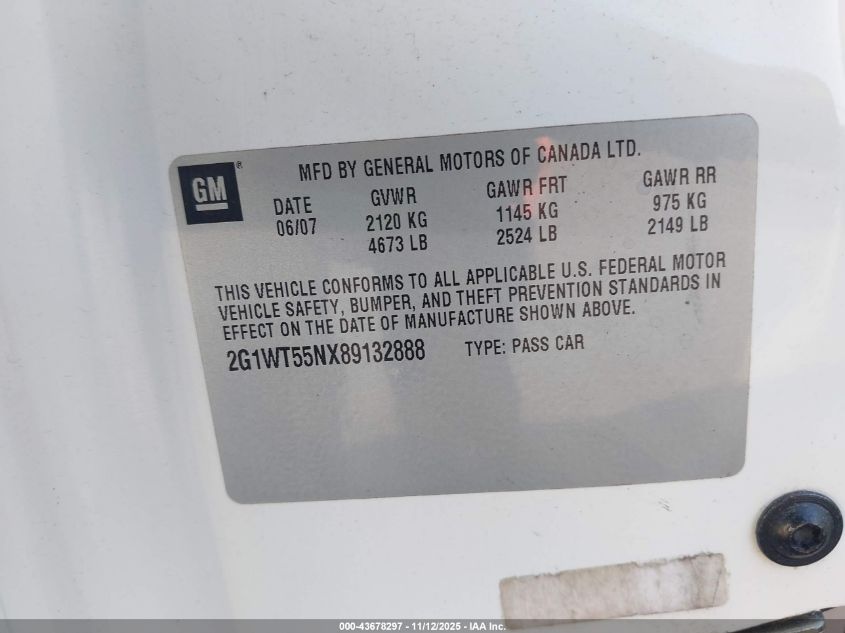 GM®
MFD BY GENERAL MOTORS OF CANADA LTD.
DATE GVWR GAWR FRT GAWR RR
06/07 2120 KG 1145 KG 975 KG
4673 LB 2524 LB 2149 LB
THIS VEHICLE CONFORMS TO ALL APPLICABLE U.S. FEDERAL MOTOR
VEHICLE SAFETY, BUMPER, AND THEFT PREVENTION STANDARDS IN
EFFECT ON THE DATE OF MANUFACTURE SHOWN ABOVE.
2G1WT55NX89132888 TYPE: PASS CAR
000-43678297 - 11/12/2025 - IAA Inc.